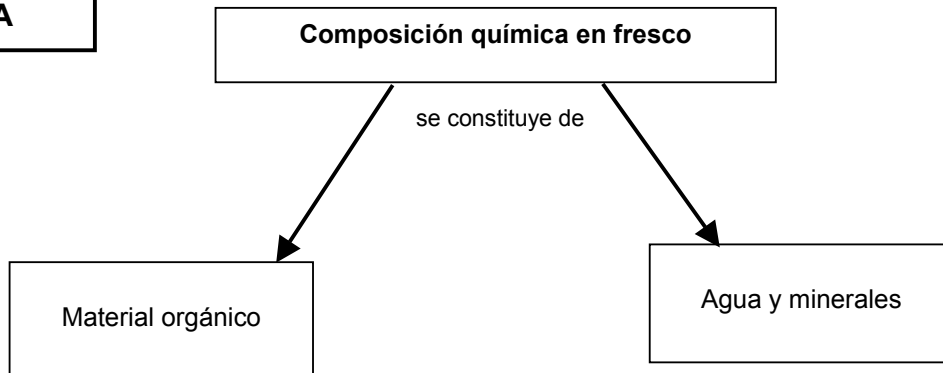 A
Composición química en fresco
se constituye de
Material orgánico
Agua y minerales